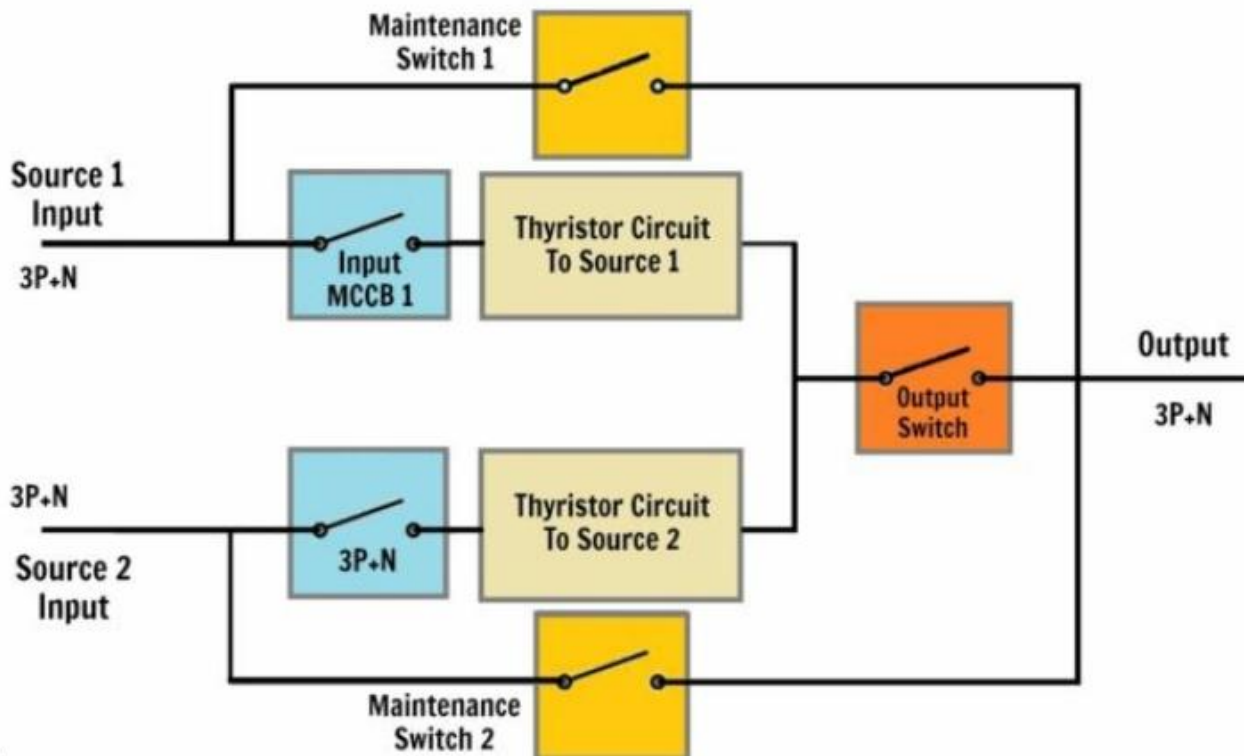 Maintenance
Switch 1
Source 1
Input
3P+N
Input
MCCB 1
Thyristor Circuit
To Source 1
Output
3P+N
Output
Switch
3P+N
Source 2
Input
3P+N
Thyristor Circuit
To Source 2
Maintenance
Switch 2